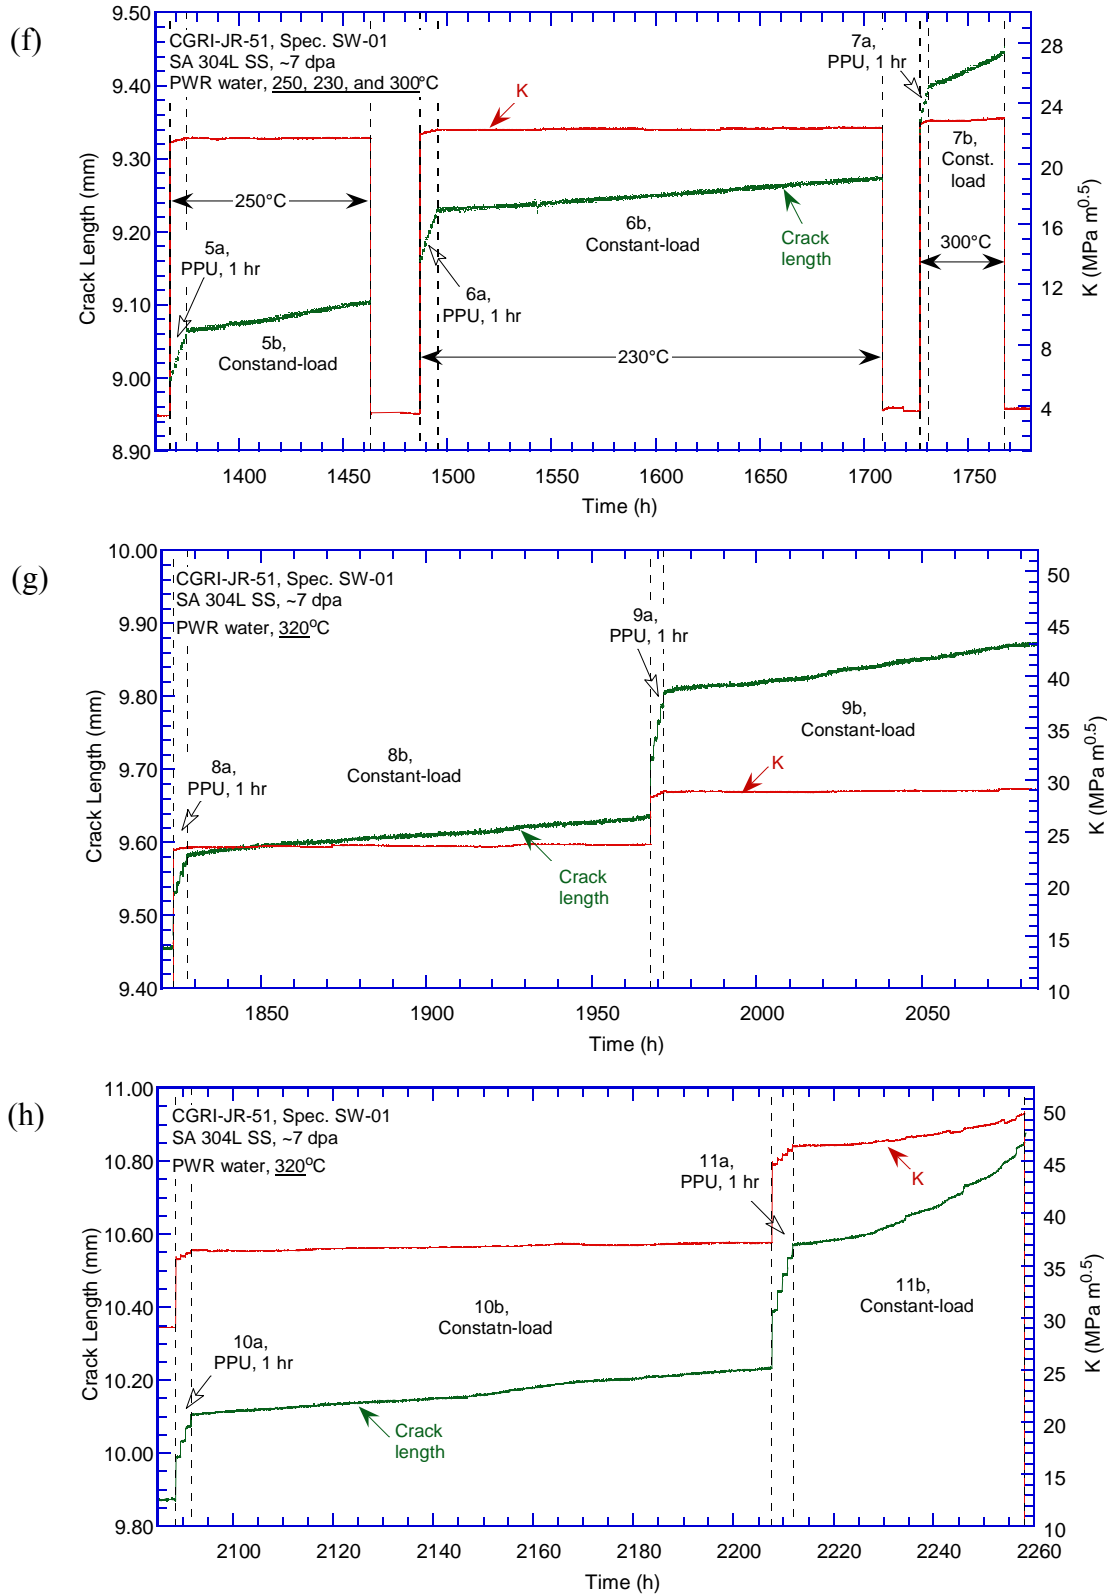 (f)
9.50
9.40
9.30
9.20
9.10
9.00
8.90
Crack Length (mm)
CGRI-JR-51, Spec. SW-01
SA 304L SS, ~7 dpa
PWR water, 250, 230, and 300°C
K
7a,
PPU, 1 hr
7b,
Const.
load
250°C
5a,
PPU, 1 hr
6b,
Constant-load
Crack
length
300°C
6a,
PPU, 1 hr
5b,
Constand-load
230°C
28
24
20
16
12
8
4
K (MPa m0.5)
1400
1450
1500
1550
1600
1650
1700
1750
Time (h)
(g)
10.00
9.90
9.80
9.70
9.60
9.50
9.40
Crack Length (mm)
CGRI-JR-51, Spec. SW-01
SA 304L SS, ~7 dpa
PWR water, 320oC
9a,
PPU, 1 hr
9b,
Constant-load
8b,
Constant-load
8a,
PPU, 1 hr
K
Crack
length
50
45
40
35
30
25
20
15
10
K (MPa m0.5)
1850
1900
1950
2000
2050
Time (h)
(h)
11.00
10.80
10.60
10.40
10.20
10.00
9.80
Crack Length (mm)
CGRI-JR-51, Spec. SW-01
SA 304L SS, ~7 dpa
PWR water, 320oC
11a,
PPU, 1 hr
K
10b,
Constatn-load
11b,
Constant-load
10a,
PPU, 1 hr
Crack
length
50
45
40
35
30
25
20
15
10
K (MPa m0.5)
2100
2120
2140
2160
2180
2200
2220
2240
2260
Time (h)